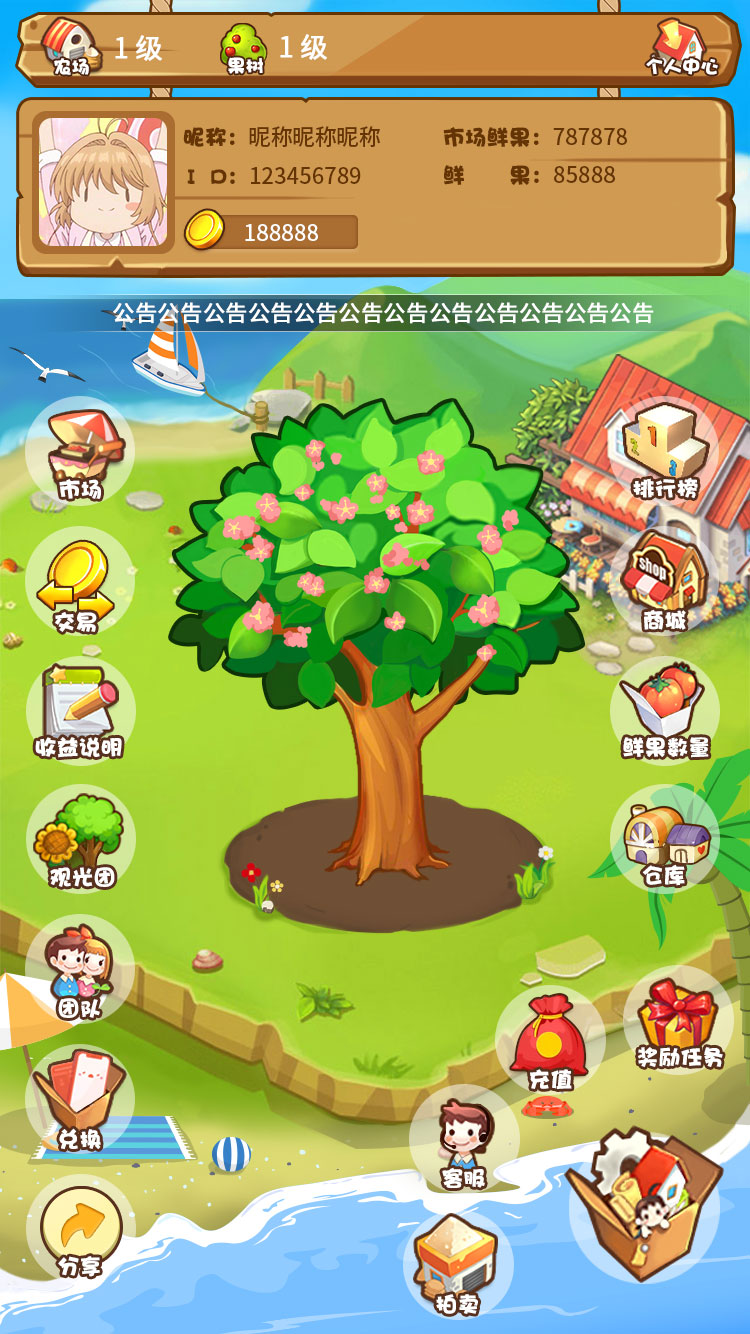 农场 1级 果树 1级 个人中心
昵称：昵称昵称昵称 市场鲜果：787878
I D：123456789 鲜 果：85888
188888
公告公告公告公告公告公告公告公告公告公告公告公告
市场
1 2 3
排行榜
交易
shop
商城
收益说明
鲜果数量
观光团
仓库
团队
充值
奖励任务
兑换
客服
分享
拍卖